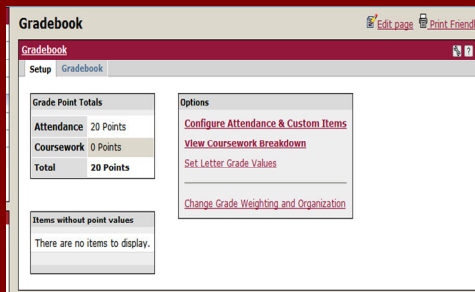 Gradebook
Edit page Print Friendl
Gradebook ?
Setup Gradebook
Grade Point Totals
Attendance 20 Points
Coursework 0 Points
Total 20 Points
Options
Configure Attendance & Custom Items
View Coursework Breakdown
Set Letter Grade Values
Change Grade Weighting and Organization
Items without point values
There are no items to display.